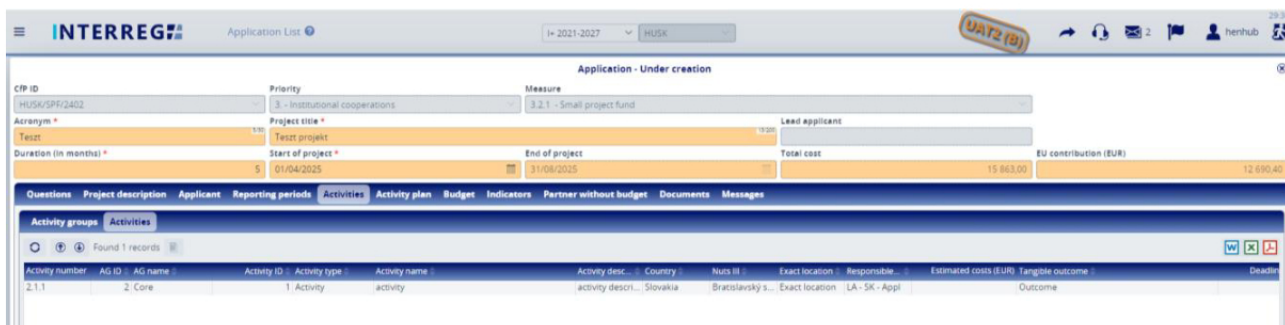 INTERREG
Application List
I+ 2021-2027
HUSK
UAT2 (B)
2
henhub
Application - Under creation
CfP ID
Priority
Measure
HUSK/SPF/2402
3. - Institutional cooperations
3.2.1 - Small project fund
Acronym *
Project title *
Lead applicant
Teszt
5/50
Teszt projekt
Duration (in months) *
Start of project *
End of project
Total cost
EU contribution (EUR)
5
01/04/2025
31/08/2025
15 863,00
12 690,40
Questions Project description Applicant Reporting periods Activities Activity plan Budget Indicators Partner without budget Documents Messages
Activity groups Activities
Found 1 records
Activity number AG ID AG name Activity ID Activity type Activity name Activity desc... Country Nuts III Exact location Responsible... Estimated costs (EUR) Tangible outcome Deadlin
2.1.1 2 Core 1 Activity activity activity descri... Slovakia Bratislavský s... Exact location LA - SK - Appl Outcome